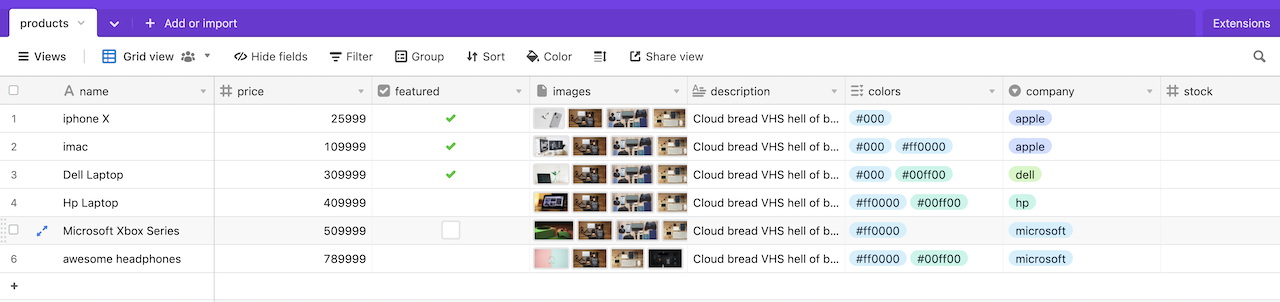 products
Add or import
Extensions
Views Grid view Hide fields Filter Group Sort Color Share view
name price featured images description colors company stock
1 iphone X 25999 Cloud bread VHS hell of b... #000 apple
2 imac 109999 Cloud bread VHS hell of b... #000 #ff0000 apple
3 Dell Laptop 309999 Cloud bread VHS hell of b... #000 #00ff00 dell
4 Hp Laptop 409999 Cloud bread VHS hell of b... #ff0000 #00ff00 hp
Microsoft Xbox Series 509999 Cloud bread VHS hell of b... #ff0000 microsoft
6 awesome headphones 789999 Cloud bread VHS hell of b... #ff0000 #00ff00 microsoft